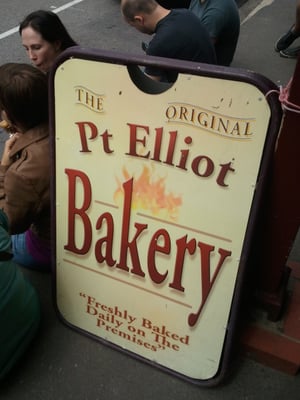 THE ORIGINAL
Pt Elliot
Bakery
"Freshly Baked
Daily on The
Premises"